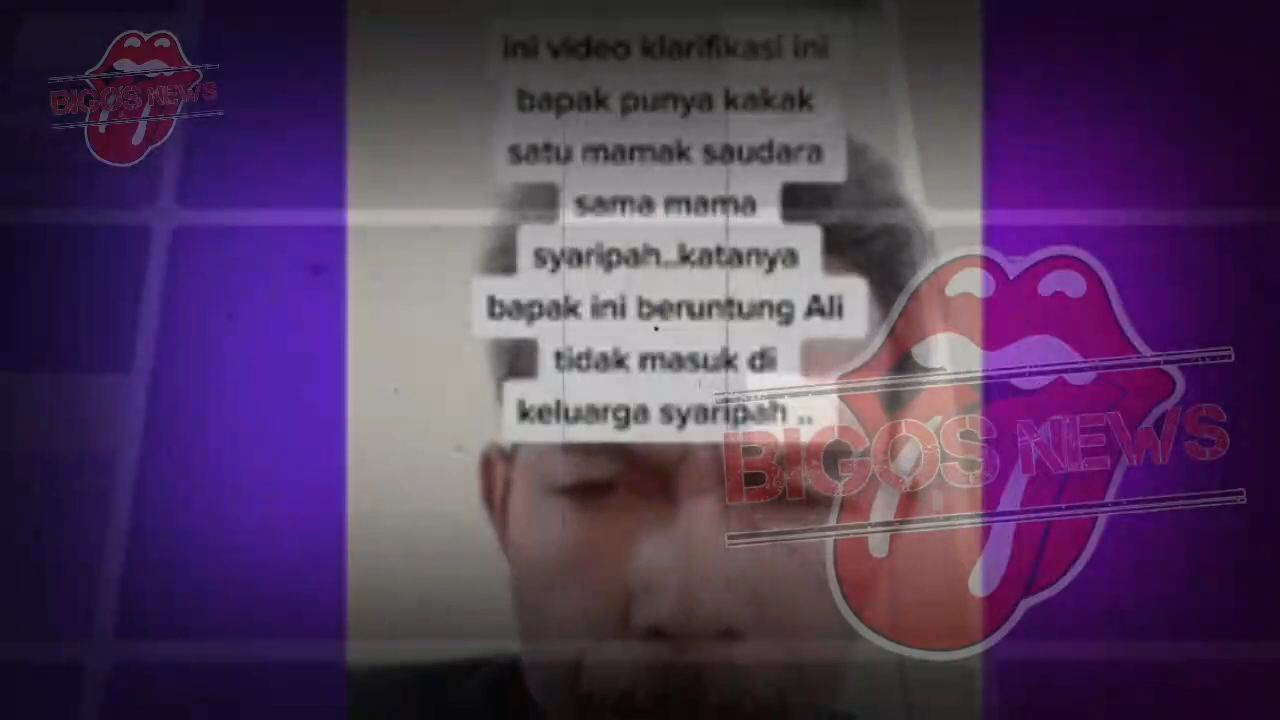 BIGOS NEWS
ini video klarifikasi ini
bapak punya kakak
satu mamak saudara
sama mama
syaripah..katanya
bapak ini beruntung Ali
tidak masuk di
keluarga syaripah ..
BIGOS NEWS